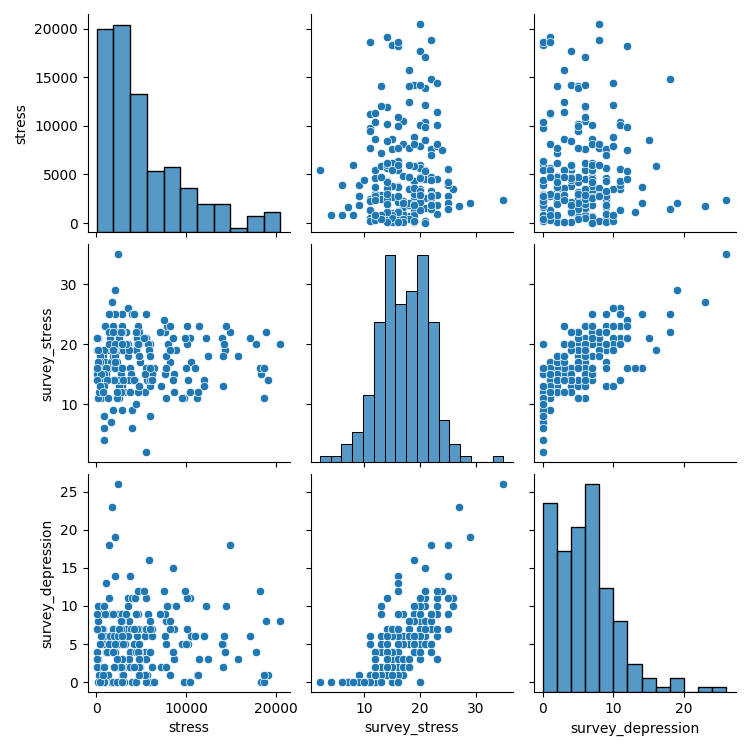 20000
15000
10000
5000
0
stress
30
20
10
survey_stress
25
20
15
10
5
0
survey_depression
0 10000 20000
10 20 30
0 10 20
stress
survey_stress
survey_depression